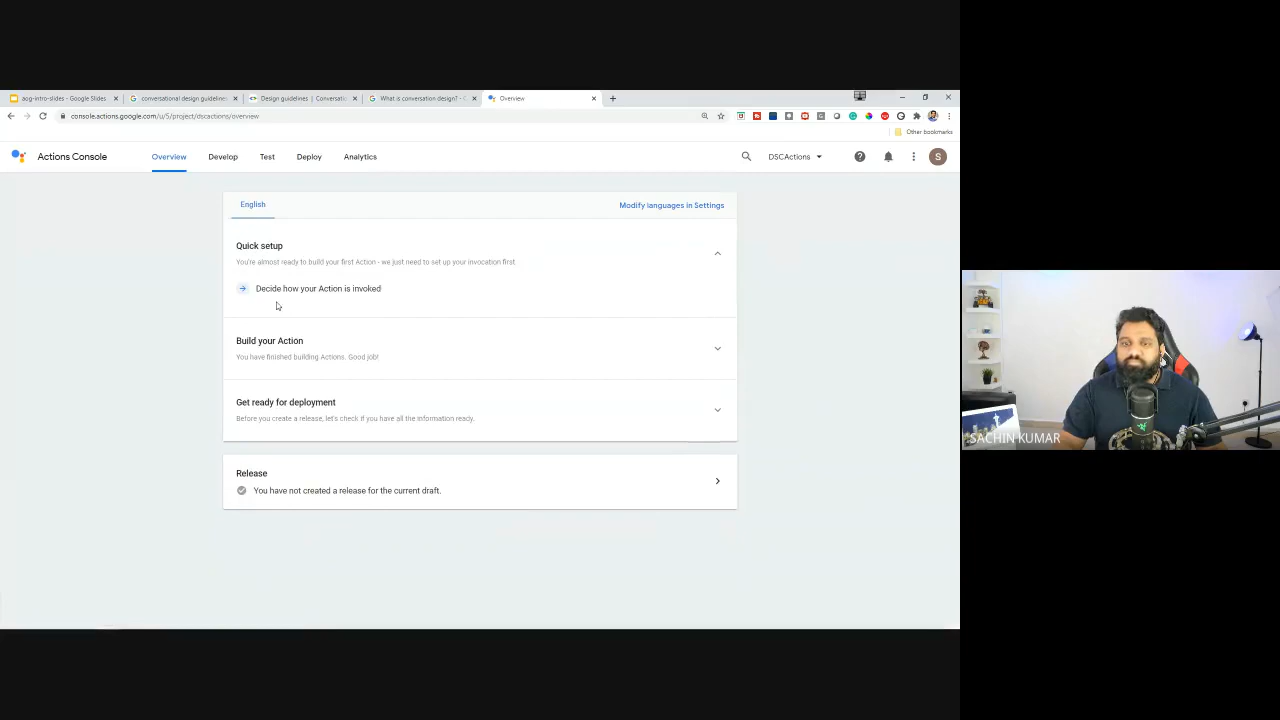 aog-intro-slides - Google Slides
conversational design guidelines
Design guidelines | Conversatio
What is conversation design? - G
Overview
console.actions.google.com/u/5/project/dscactions/overview
Other bookmarks
Actions Console
Overview
Develop
Test
Deploy
Analytics
DSCActions
S
English
Modify languages in Settings
Quick setup
You're almost ready to build your first Action - we just need to set up your invocation first.
Decide how your Action is invoked
Build your Action
You have finished building Actions. Good job!
Get ready for deployment
Before you create a release, let's check if you have all the information ready.
Release
You have not created a release for the current draft.
SACHIN KUMAR